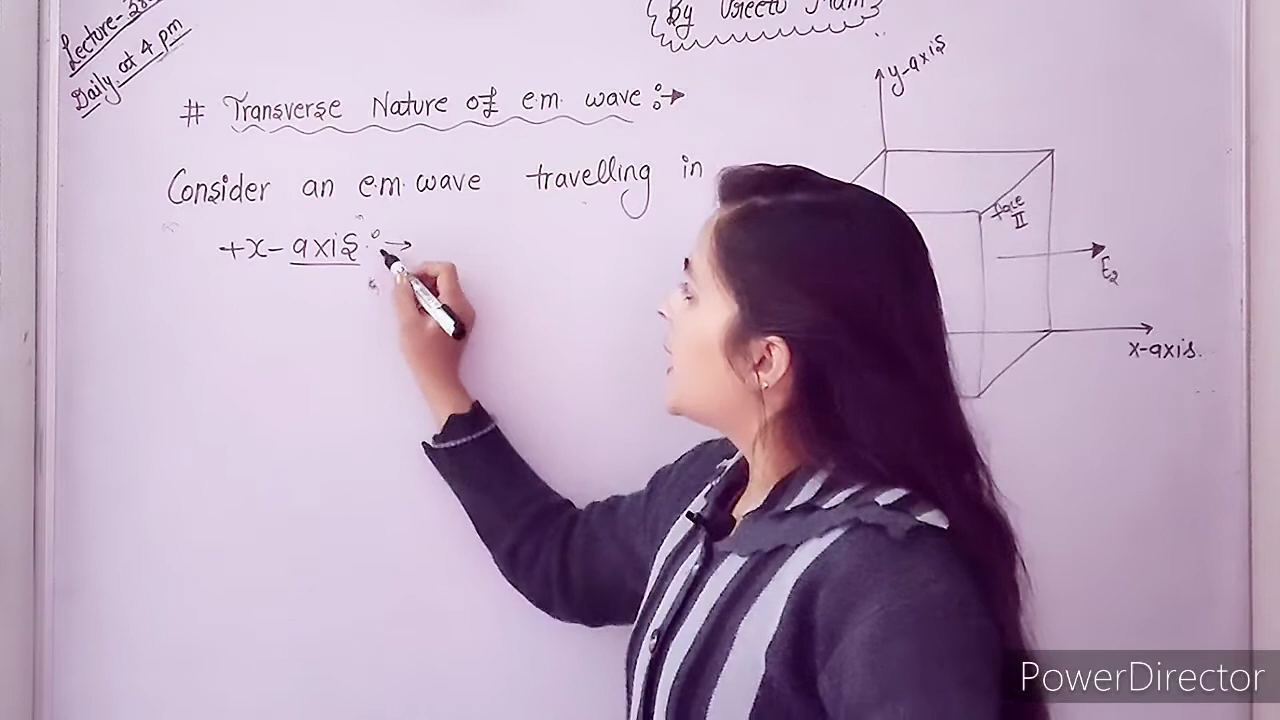 Lecture-
Daily at 4 pm
By Mam
# Transverse Nature of e.m. wave :→
Consider an e.m. wave travelling in
+x- axis :→
y-axis
face
II
E2
x-axis.
PowerDirector